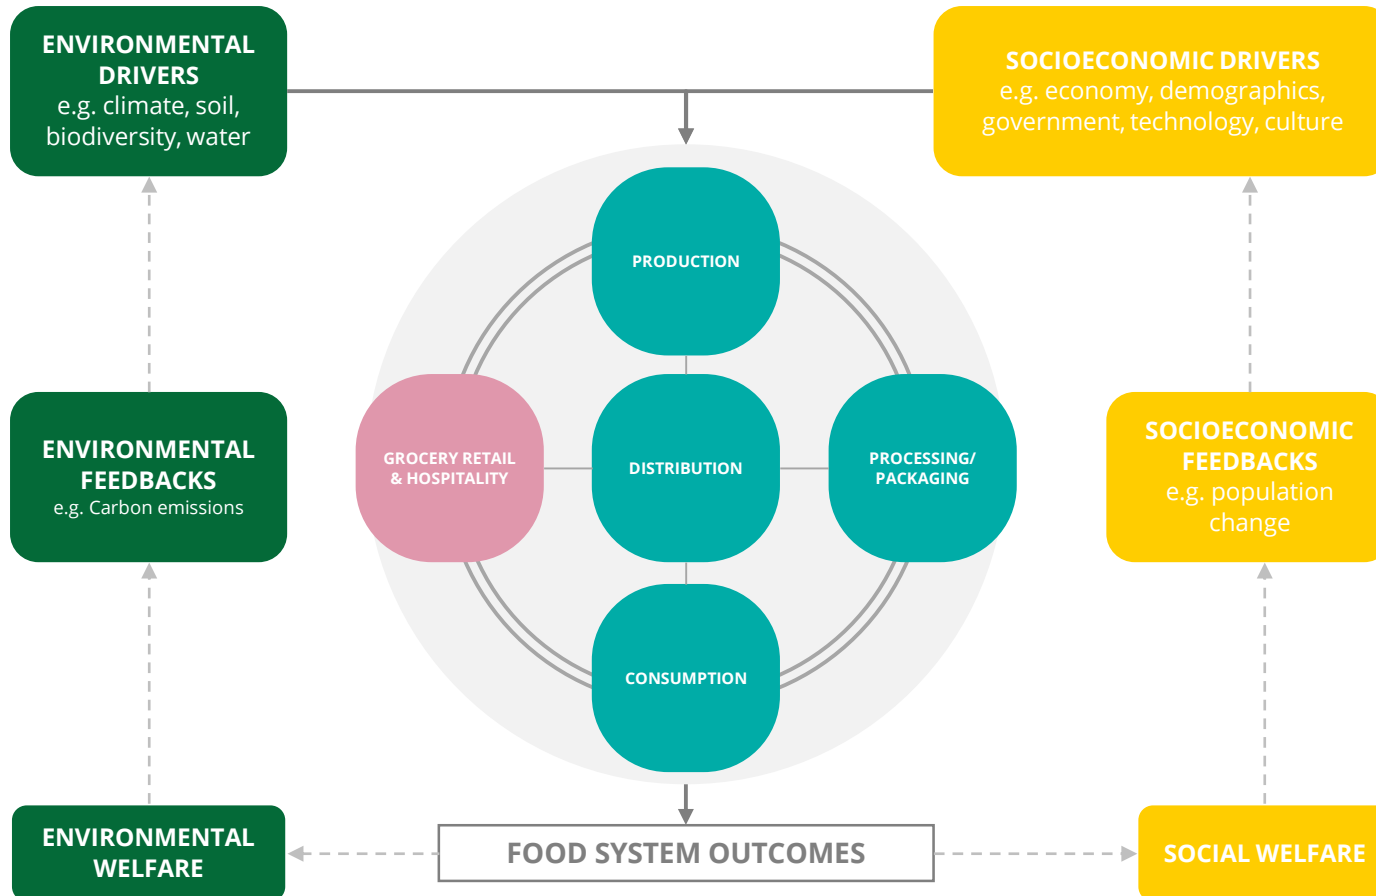 ENVIRONMENTAL
DRIVERS
e.g. climate, soil,
biodiversity, water
SOCIOECONOMIC DRIVERS
e.g. economy, demographics,
government, technology, culture
PRODUCTION
GROCERY RETAIL
& HOSPITALITY
DISTRIBUTION
PROCESSING/
PACKAGING
CONSUMPTION
ENVIRONMENTAL
FEEDBACKS
e.g. Carbon emissions
SOCIOECONOMIC
FEEDBACKS
e.g. population
change
ENVIRONMENTAL
WELFARE
FOOD SYSTEM OUTCOMES
SOCIAL WELFARE